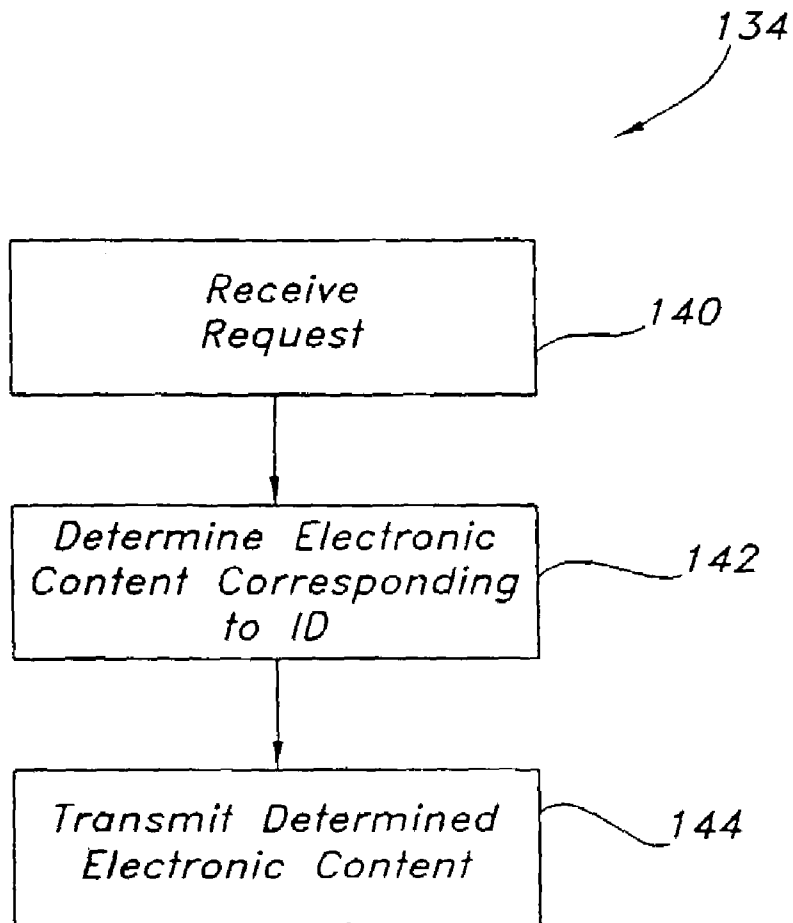 134
Receive
Request
140
Determine Electronic
Content Corresponding
to ID
142
Transmit Determined
Electronic Content
144